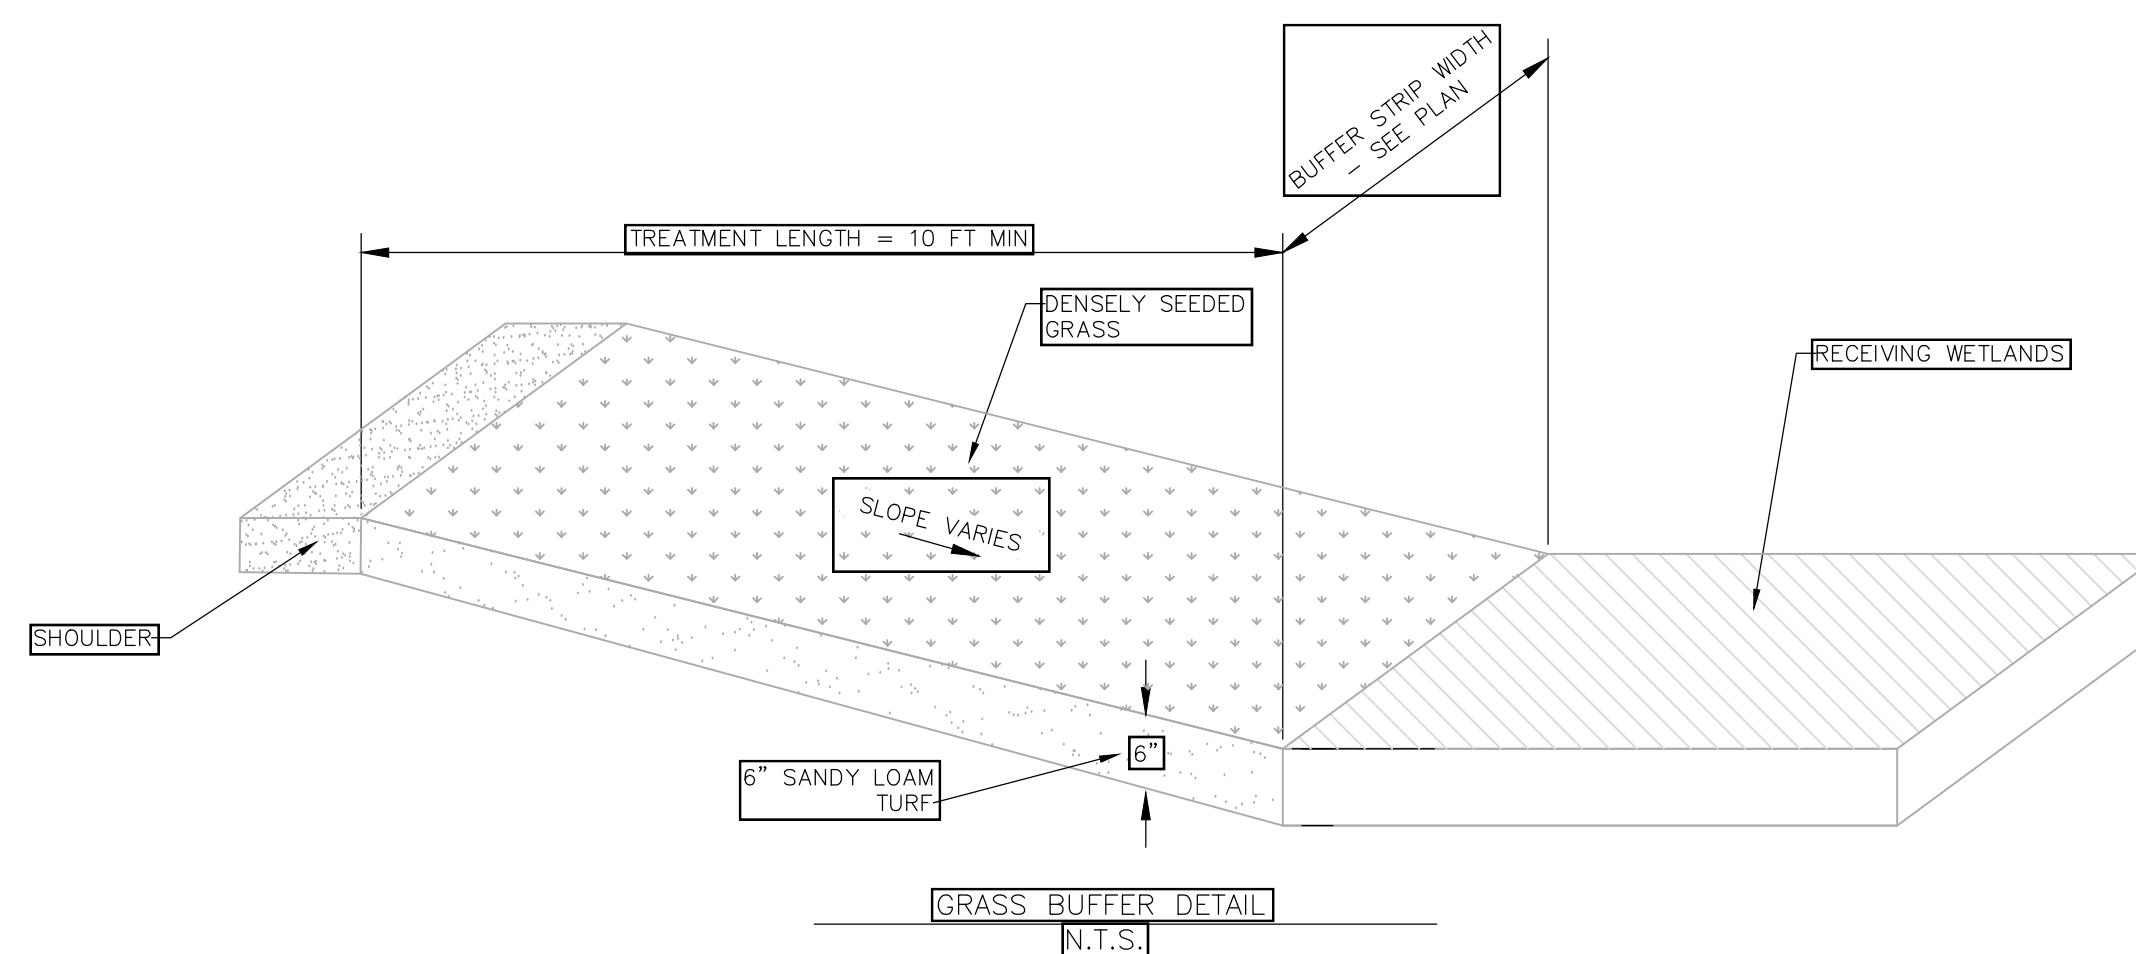 BUFFER STRIP WIDTH
- SEE PLAN
TREATMENT LENGTH = 10 FT MIN
DENSELY SEEDED
GRASS
RECEIVING WETLANDS
SLOPE VARIES
SHOULDER
6"
6" SANDY LOAM
TURF
GRASS BUFFER DETAIL
N.T.S.